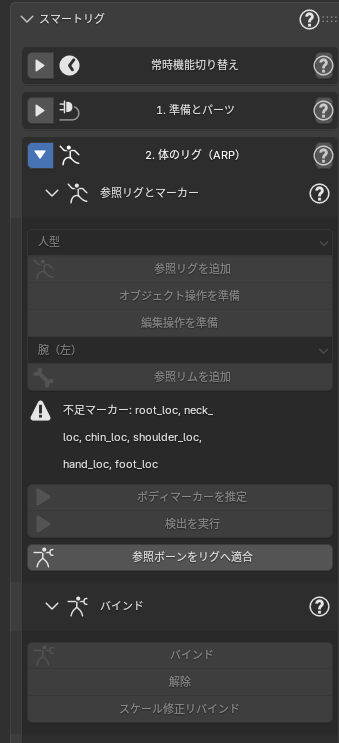 スマートリグ
常時機能切り替え
1. 準備とパーツ
2. 体のリグ（ARP）
参照リグとマーカー
人型
参照リグを追加
オブジェクト操作を準備
編集操作を準備
腕（左）
参照リムを追加
不足マーカー: root_loc, neck_
loc, chin_loc, shoulder_loc,
hand_loc, foot_loc
ボディマーカーを推定
検出を実行
参照ボーンをリグへ適合
バインド
バインド
解除
スケール修正リバインド